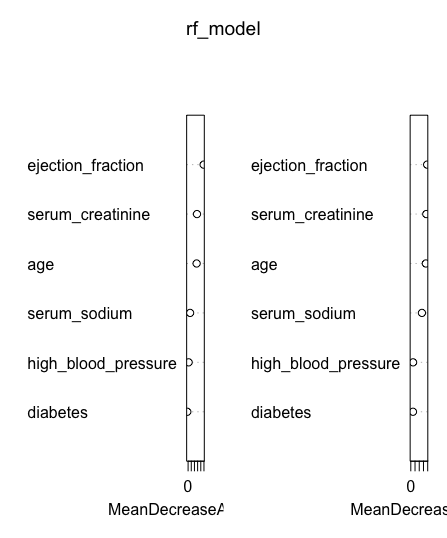 rf_model
ejection_fraction ejection_fraction
serum_creatinine serum_creatinine
age age
serum_sodium serum_sodium
high_blood_pressure high_blood_pressure
diabetes diabetes
0 0
MeanDecreaseA MeanDecreas